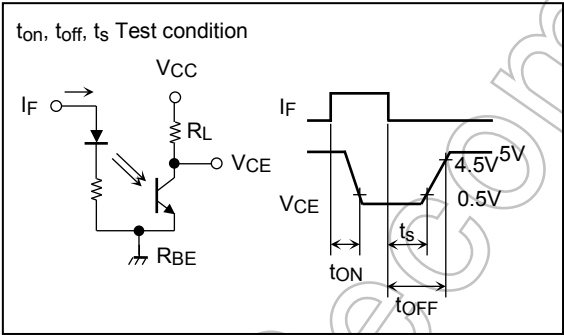 ton, toff, ts Test condition
VCC
IF
RL
VCE
RBE
IF
5V
4.5V
VCE
0.5V
ts
tON
tOFF